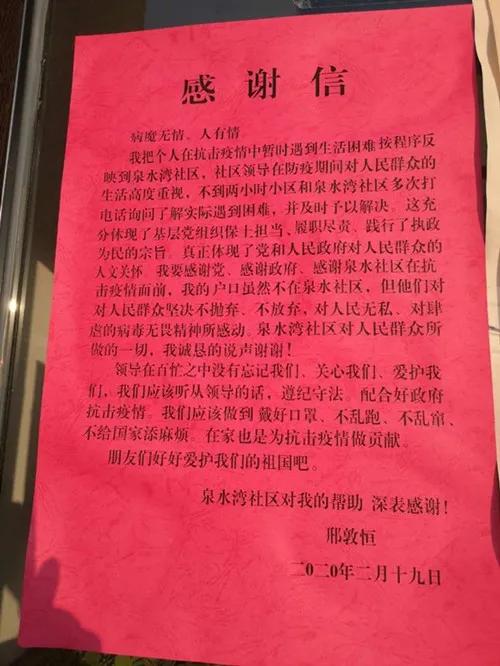 感谢信
病魔无情。人有情
我把个人在抗击疫情中暂时遇到生活困难按程序反
映到泉水湾社区，社区领导在防疫期间对人民群众的
生活高度重视，不到两小时小区和泉水湾社区多次打
电话询问了解实际遇到困难，并及时予以解决。这充
分体现了基层党组织保土担当、履职尽责、践行了执政
为民的宗旨。真正体现了党和人民政府对人民群众的
人文关怀。我要感谢党、感谢政府、感谢泉水社区在抗
击疫情面前，我的户口虽然不在泉水社区，但他们对
对人民群众坚决不抛弃、不放弃，对人民无私、对肆
虐的病毒无畏精神所感动。泉水湾社区对人民群众所
做的一切，我诚恳的说声谢谢！
领导在百忙之中没有忘记我们、关心我们、爱护我
们，我们应该听从领导的话，遵纪守法。配合好政府
抗击疫情。我们应该做到 戴好口罩、不乱跑、不乱窜、
不给国家添麻烦。在家也是为抗击疫情做贡献。
朋友们好好爱护我们的祖国吧。
泉水湾社区对我的帮助 深表感谢！
邢敦恒
二0二0年二月十九日